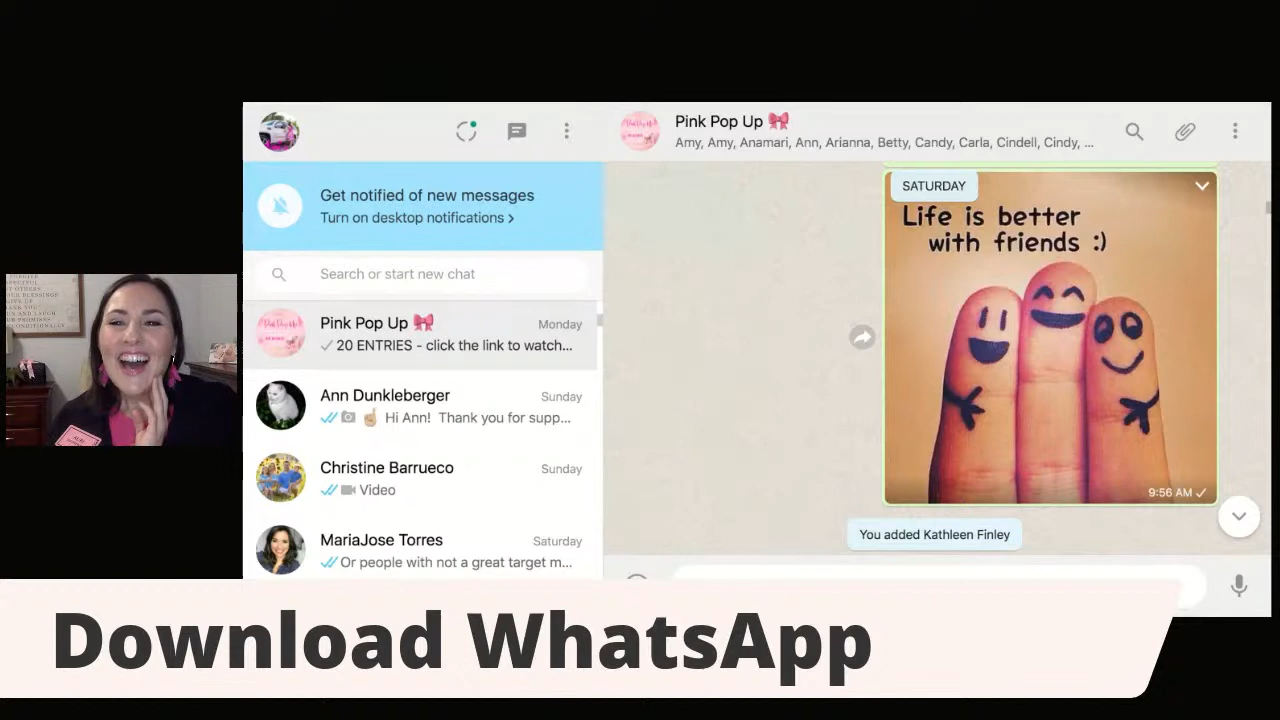 Pink Pop Up 🎀
Amy, Amy, Anamari, Ann, Arianna, Betty, Candy, Carla, Cindell, Cindy, ...
Get notified of new messages
Turn on desktop notifications >
Search or start new chat
Pink Pop Up 🎀
Monday
20 ENTRIES - click the link to watch...
Ann Dunkleberger
Sunday
☝🏼 Hi Ann! Thank you for supp...
Christine Barrueco
Sunday
Video
MariaJose Torres
Saturday
Or people with not a great target m...
SATURDAY
Life is better
with friends :)
9:56 AM
You added Kathleen Finley
Download WhatsApp